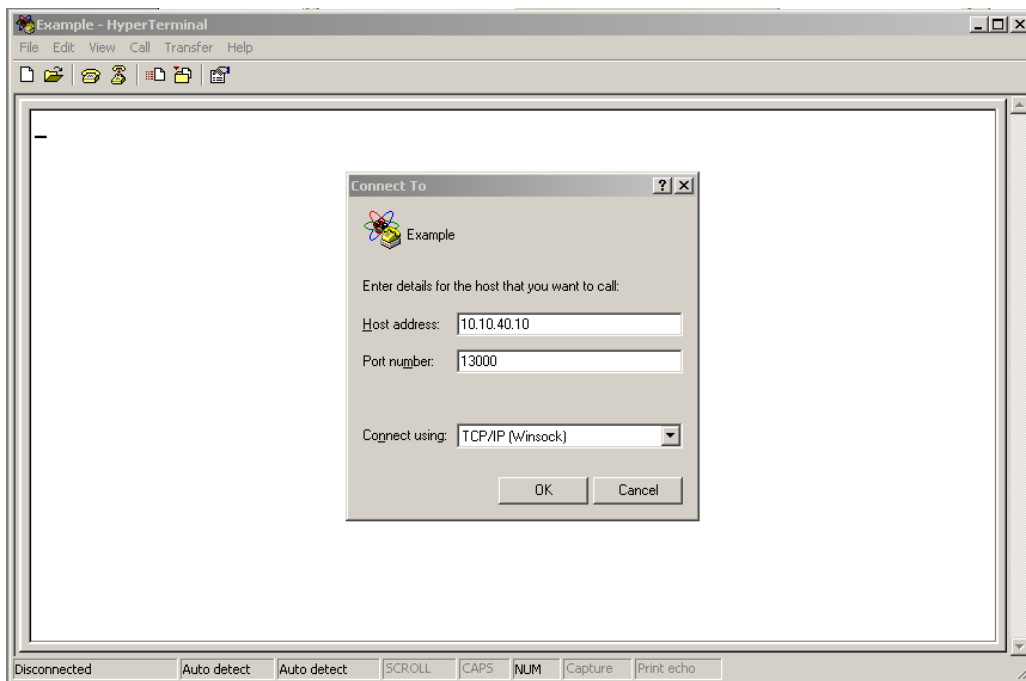 Example - HyperTerminal
File Edit View Call Transfer Help
Connect To
Example
Enter details for the host that you want to call:
Host address: 10.10.40.10
Port number: 13000
Connect using: TCP/IP (Winsock)
OK Cancel
Disconnected Auto detect Auto detect SCROLL CAPS NUM Capture Print echo